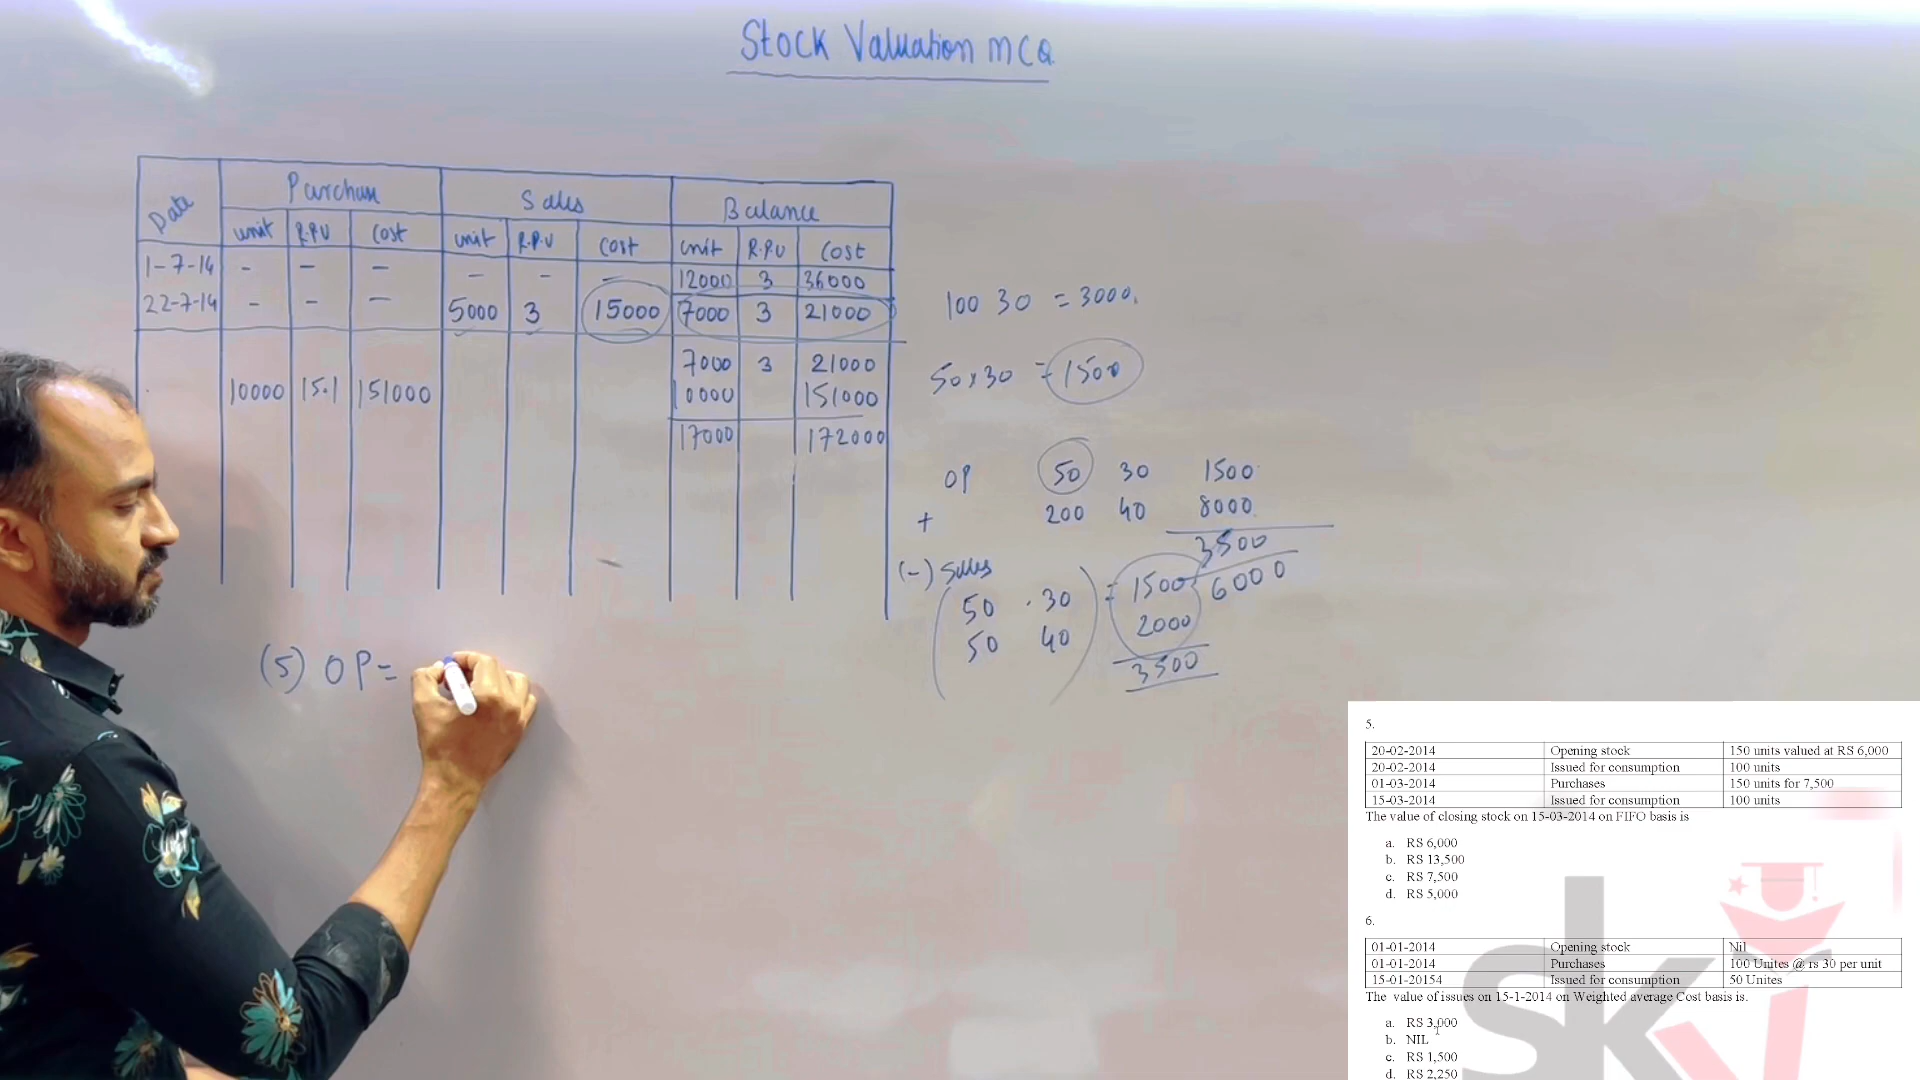 Stock Valuation MCQ
Date Purchase Sales Balance
unit R.P.U Cost unit R.P.U Cost unit R.P.U Cost
1-7-14 - - - - - - 12000 3 36000
22-7-14 - - - 5000 3 15000 7000 3 21000
7000 3 21000
10000 15.1 151000 10000 151000
17000 172000
100 30 = 3000.
50 x 30 = 1500
OP 50 30 1500
+ 200 40 8000
3500
(-) Sales 6000
50 . 30 = 1500
50 40 2000
3500
(5) OP =
5.
20-02-2014 Opening stock 150 units valued at RS 6,000
20-02-2014 Issued for consumption 100 units
01-03-2014 Purchases 150 units for 7,500
15-03-2014 Issued for consumption 100 units
The value of closing stock on 15-03-2014 on FIFO basis is
a. RS 6,000
b. RS 13,500
c. RS 7,500
d. RS 5,000
6.
01-01-2014 Opening stock Nil
01-01-2014 Purchases 100 Unites @ rs 30 per unit
15-01-20154 Issued for consumption 50 Unites
The value of issues on 15-1-2014 on Weighted average Cost basis is.
a. RS 3,000
b. NIL
c. RS 1,500
d. RS 2,250
sk